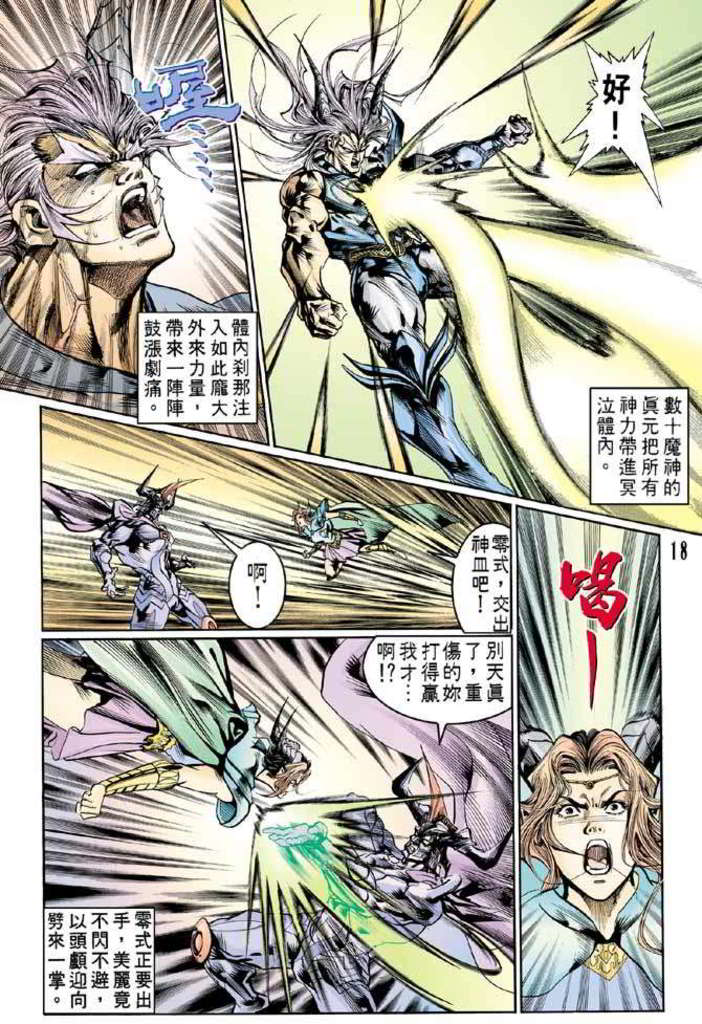 好！
數十魔神的
眞元把所有
神力帶進冥
泣體內。
喔
體內剎那注
入如此龐大
外來力量，
帶來一陣陣
鼓漲劇痛。
18
喝
零式，交出
神血吧！
啊！
別天眞
了，重
傷的妳
打得贏
我才…
啊！？
零式正要出
手，美麗竟
不閃不避，
以頭顱迎向
劈來一掌。